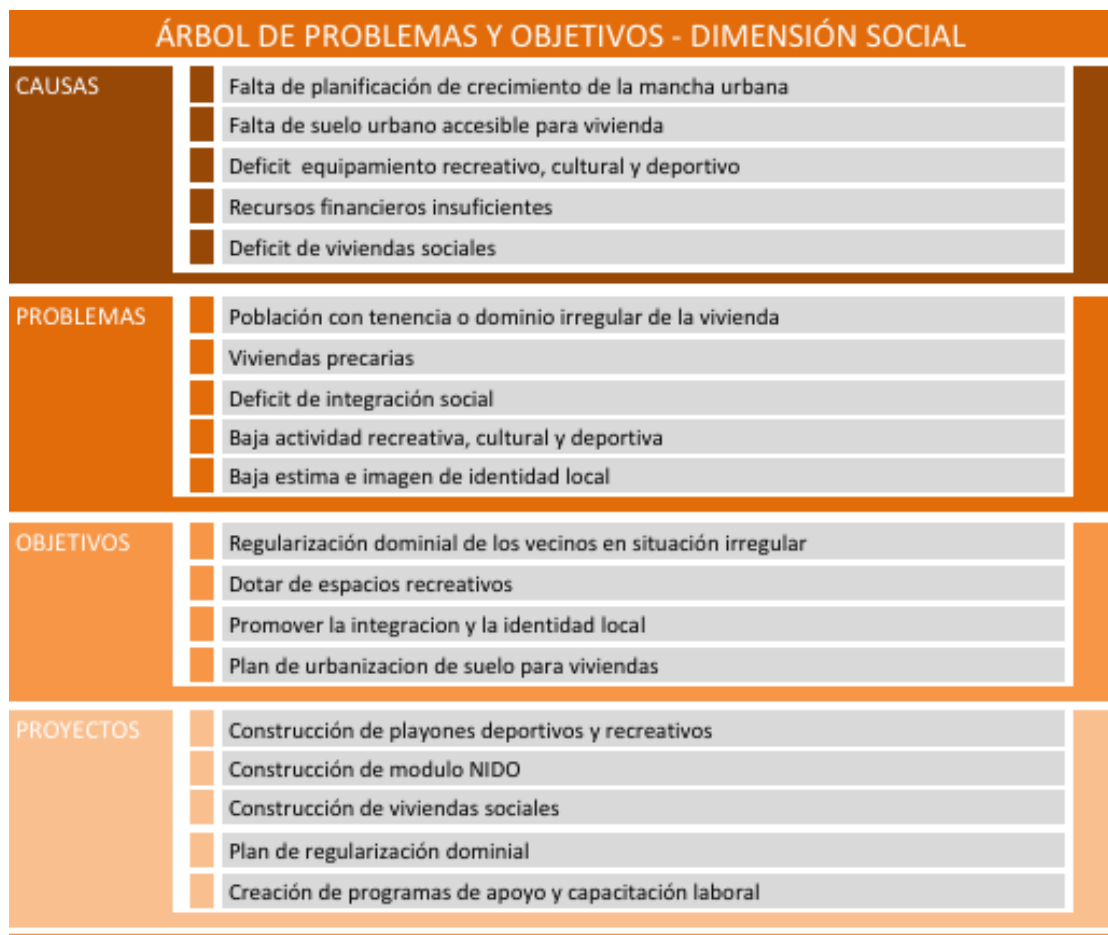 ÁRBOL DE PROBLEMAS Y OBJETIVOS - DIMENSIÓN SOCIAL
CAUSAS
Falta de planificación de crecimiento de la mancha urbana
Falta de suelo urbano accesible para vivienda
Deficit equipamiento recreativo, cultural y deportivo
Recursos financieros insuficientes
Deficit de viviendas sociales
PROBLEMAS
Población con tenencia o dominio irregular de la vivienda
Viviendas precarias
Deficit de integración social
Baja actividad recreativa, cultural y deportiva
Baja estima e imagen de identidad local
OBJETIVOS
Regularización dominial de los vecinos en situación irregular
Dotar de espacios recreativos
Promover la integracion y la identidad local
Plan de urbanizacion de suelo para viviendas
PROYECTOS
Construcción de playones deportivos y recreativos
Construcción de modulo NIDO
Construcción de viviendas sociales
Plan de regularización dominial
Creación de programas de apoyo y capacitación laboral